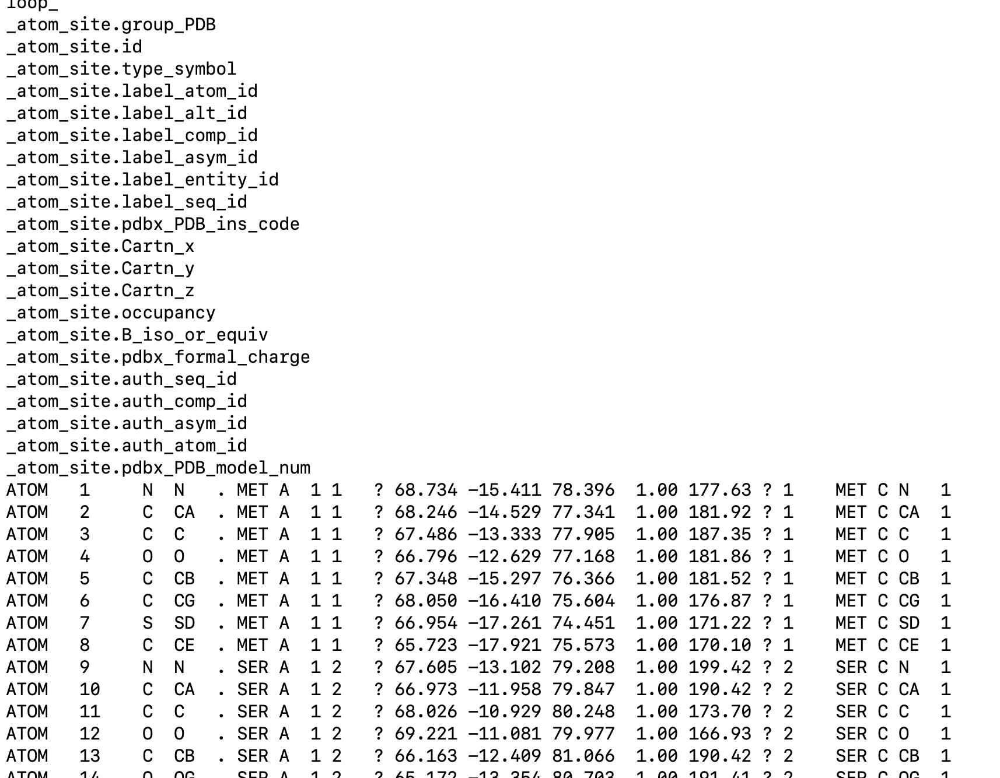 loop_
_atom_site.group_PDB
_atom_site.id
_atom_site.type_symbol
_atom_site.label_atom_id
_atom_site.label_alt_id
_atom_site.label_comp_id
_atom_site.label_asym_id
_atom_site.label_entity_id
_atom_site.label_seq_id
_atom_site.pdbx_PDB_ins_code
_atom_site.Cartn_x
_atom_site.Cartn_y
_atom_site.Cartn_z
_atom_site.occupancy
_atom_site.B_iso_or_equiv
_atom_site.pdbx_formal_charge
_atom_site.auth_seq_id
_atom_site.auth_comp_id
_atom_site.auth_asym_id
_atom_site.auth_atom_id
_atom_site.pdbx_PDB_model_num
ATOM   1     N  N   . MET A  1 1   ? 68.734 -15.411 78.396  1.00 177.63 ? 1    MET C N   1
ATOM   2     C  CA  . MET A  1 1   ? 68.246 -14.529 77.341  1.00 181.92 ? 1    MET C CA  1
ATOM   3     C  C   . MET A  1 1   ? 67.486 -13.333 77.905  1.00 187.35 ? 1    MET C C   1
ATOM   4     O  O   . MET A  1 1   ? 66.796 -12.629 77.168  1.00 181.86 ? 1    MET C O   1
ATOM   5     C  CB  . MET A  1 1   ? 67.348 -15.297 76.366  1.00 181.52 ? 1    MET C CB  1
ATOM   6     C  CG  . MET A  1 1   ? 68.050 -16.410 75.604  1.00 176.87 ? 1    MET C CG  1
ATOM   7     S  SD  . MET A  1 1   ? 66.954 -17.261 74.451  1.00 171.22 ? 1    MET C SD  1
ATOM   8     C  CE  . MET A  1 1   ? 65.723 -17.921 75.573  1.00 170.10 ? 1    MET C CE  1
ATOM   9     N  N   . SER A  1 2   ? 67.605 -13.102 79.208  1.00 199.42 ? 2    SER C N   1
ATOM   10    C  CA  . SER A  1 2   ? 66.973 -11.958 79.847  1.00 190.42 ? 2    SER C CA  1
ATOM   11    C  C   . SER A  1 2   ? 68.026 -10.929 80.248  1.00 173.70 ? 2    SER C C   1
ATOM   12    O  O   . SER A  1 2   ? 69.221 -11.081 79.977  1.00 166.93 ? 2    SER C O   1
ATOM   13    C  CB  . SER A  1 2   ? 66.163 -12.409 81.066  1.00 190.42 ? 2    SER C CB  1
ATOM   14    O  OG  . SER A  1 2   ? 65.172 -13.354 80.703  1.00 191.41 ? 2    SER C OG  1